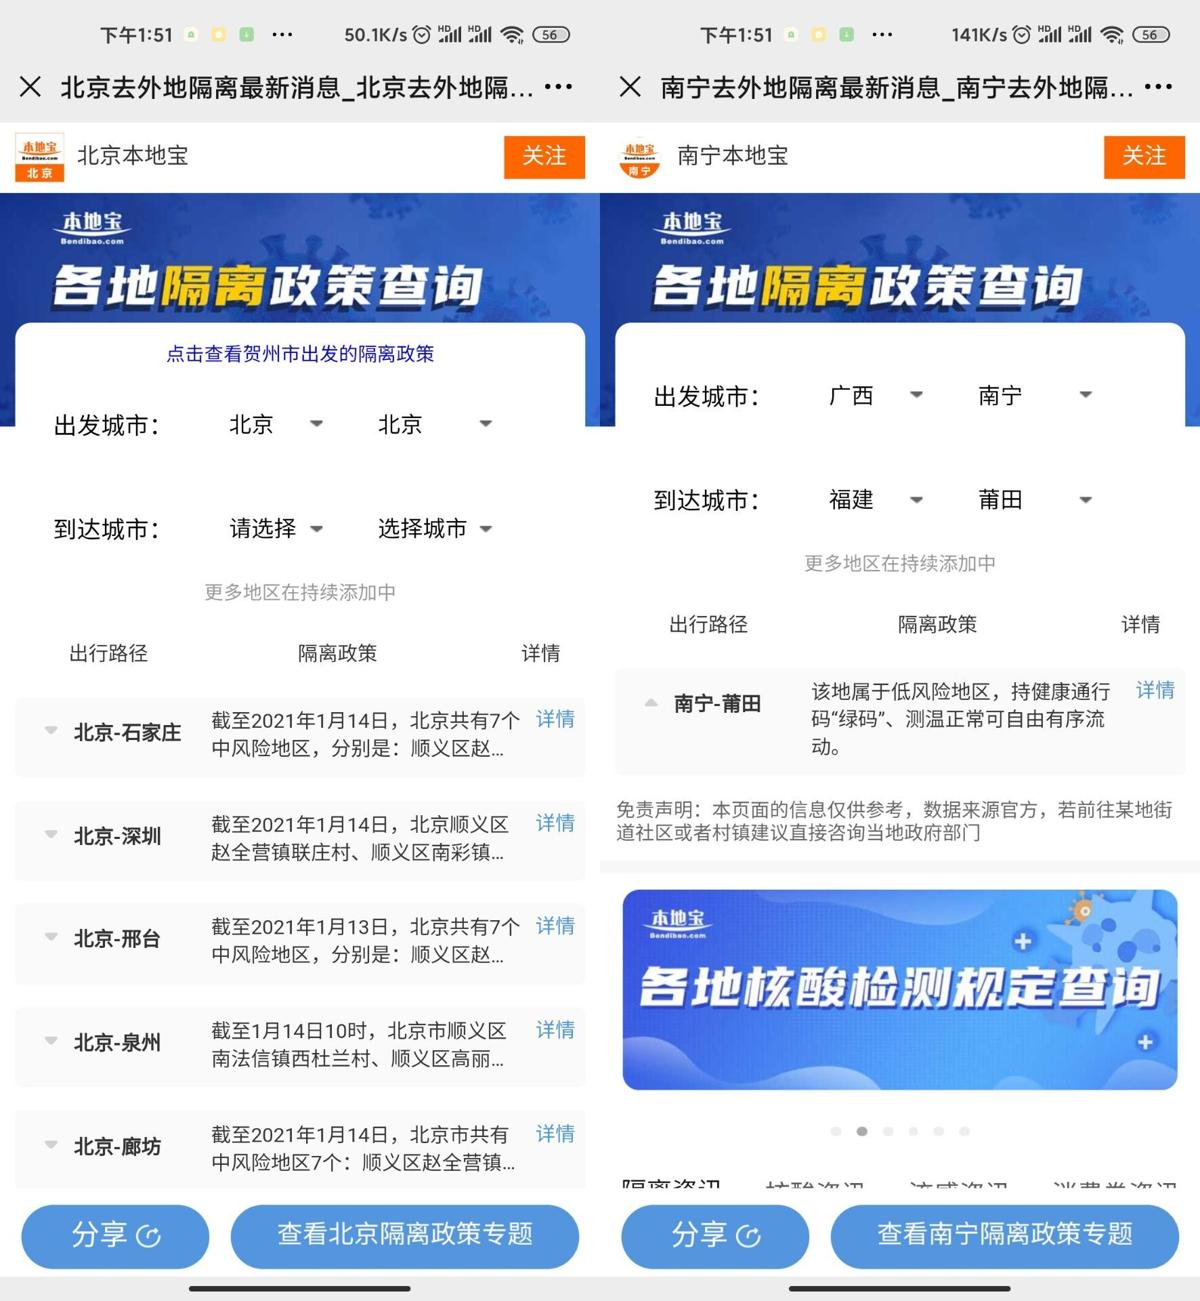 下午1:51
50.1K/s
HD
HD
56
北京去外地隔离最新消息_北京去外地隔...
本地宝
Bendibao.com
北京
北京本地宝
关注
本地宝
Bendibao.com
各地隔离政策查询
点击查看贺州市出发的隔离政策
出发城市： 北京 北京
到达城市： 请选择 选择城市
更多地区在持续添加中
出行路径 隔离政策 详情
北京-石家庄
截至2021年1月14日，北京共有7个
中风险地区，分别是：顺义区赵...
详情
北京-深圳
截至2021年1月14日，北京顺义区
赵全营镇联庄村、顺义区南彩镇...
详情
北京-邢台
截至2021年1月13日，北京共有7个
中风险地区，分别是：顺义区赵...
详情
北京-泉州
截至1月14日10时，北京市顺义区
南法信镇西杜兰村、顺义区高丽...
详情
北京-廊坊
截至2021年1月14日，北京市共有
中风险地区7个：顺义区赵全营镇...
详情
分享
查看北京隔离政策专题
下午1:51
141K/s
HD
HD
56
南宁去外地隔离最新消息_南宁去外地隔...
本地宝
Bendibao.com
南宁
南宁本地宝
关注
本地宝
Bendibao.com
各地隔离政策查询
出发城市： 广西 南宁
到达城市： 福建 莆田
更多地区在持续添加中
出行路径 隔离政策 详情
南宁-莆田
该地属于低风险地区，持健康通行
码“绿码”、测温正常可自由有序流
动。
详情
免责声明：本页面的信息仅供参考，数据来源官方，若前往某地街
道社区或者村镇建议直接咨询当地政府部门
本地宝
Bendibao.com
各地核酸检测规定查询
隔离资讯 核酸资讯 流感资讯 消费券资讯
分享
查看南宁隔离政策专题